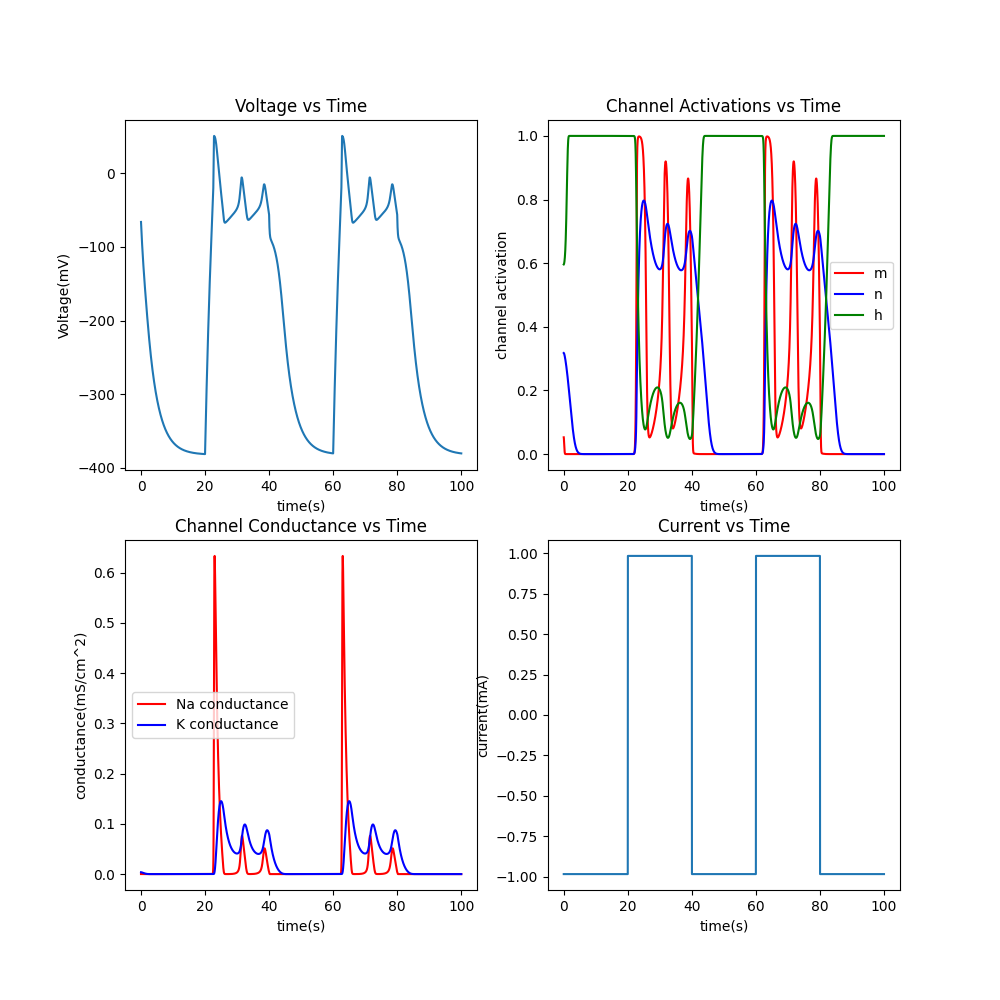 Voltage vs Time
Voltage(mV)
0
−100
−200
−300
−400
0 20 40 60 80 100
time(s)
Channel Activations vs Time
channel activation
1.0
0.8
0.6
0.4
0.2
0.0
m
n
h
0 20 40 60 80 100
time(s)
Channel Conductance vs Time
conductance(mS/cm^2)
0.6
0.5
0.4
0.3
0.2
0.1
0.0
Na conductance
K conductance
0 20 40 60 80 100
time(s)
Current vs Time
current(mA)
1.00
0.75
0.50
0.25
0.00
−0.25
−0.50
−0.75
−1.00
0 20 40 60 80 100
time(s)